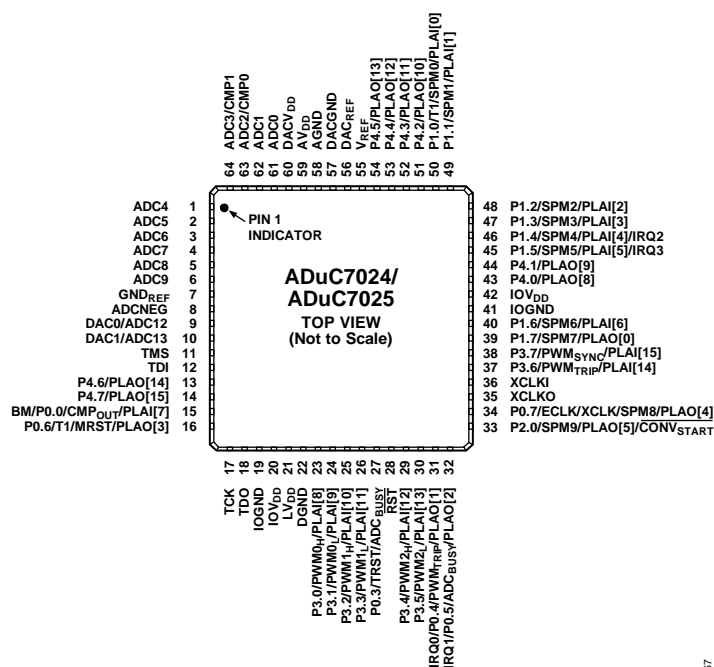 64 ADC3/CMP1
63 ADC2/CMP0
62 ADC1
61 ADC0
60 DACVDD
59 AVDD
58 AGND
57 DACGND
56 DACREF
55 VREF
54 P4.5/PLAO[13]
53 P4.4/PLAO[12]
52 P4.3/PLAO[11]
51 P4.2/PLAO[10]
50 P1.0/T1/SPM0/PLAI[0]
49 P1.1/SPM1/PLAI[1]
ADC4 1
ADC5 2
ADC6 3
ADC7 4
ADC8 5
ADC9 6
GNDREF 7
ADCNEG 8
DAC0/ADC12 9
DAC1/ADC13 10
TMS 11
TDI 12
P4.6/PLAO[14] 13
P4.7/PLAO[15] 14
BM/P0.0/CMPOUT/PLAI[7] 15
P0.6/T1/MRST/PLAO[3] 16
PIN 1
INDICATOR
ADuC7024/
ADuC7025
TOP VIEW
(Not to Scale)
48 P1.2/SPM2/PLAI[2]
47 P1.3/SPM3/PLAI[3]
46 P1.4/SPM4/PLAI[4]/IRQ2
45 P1.5/SPM5/PLAI[5]/IRQ3
44 P4.1/PLAO[9]
43 P4.0/PLAO[8]
42 IOVDD
41 IOGND
40 P1.6/SPM6/PLAI[6]
39 P1.7/SPM7/PLAO[0]
38 P3.7/PWMSYNC/PLAI[15]
37 P3.6/PWMTRIP/PLAI[14]
36 XCLKI
35 XCLKO
34 P0.7/ECLK/XCLK/SPM8/PLAO[4]
33 P2.0/SPM9/PLAO[5]/CONVSTART
17 TCK
18 TDO
19 IOGND
20 IOVDD
21 LVDD
22 DGND
23 P3.0/PWM0H/PLAI[8]
24 P3.1/PWM0L/PLAI[9]
25 P3.2/PWM1H/PLAI[10]
26 P3.3/PWM1L/PLAI[11]
27 P0.3/TRST/ADCBUSY
28 RST
29 P3.4/PWM2H/PLAI[12]
30 P3.5/PWM2L/PLAI[13]
31 IRQ0/P0.4/PWMTRIP/PLAO[1]
32 IRQ1/P0.5/ADCBUSY/PLAO[2]